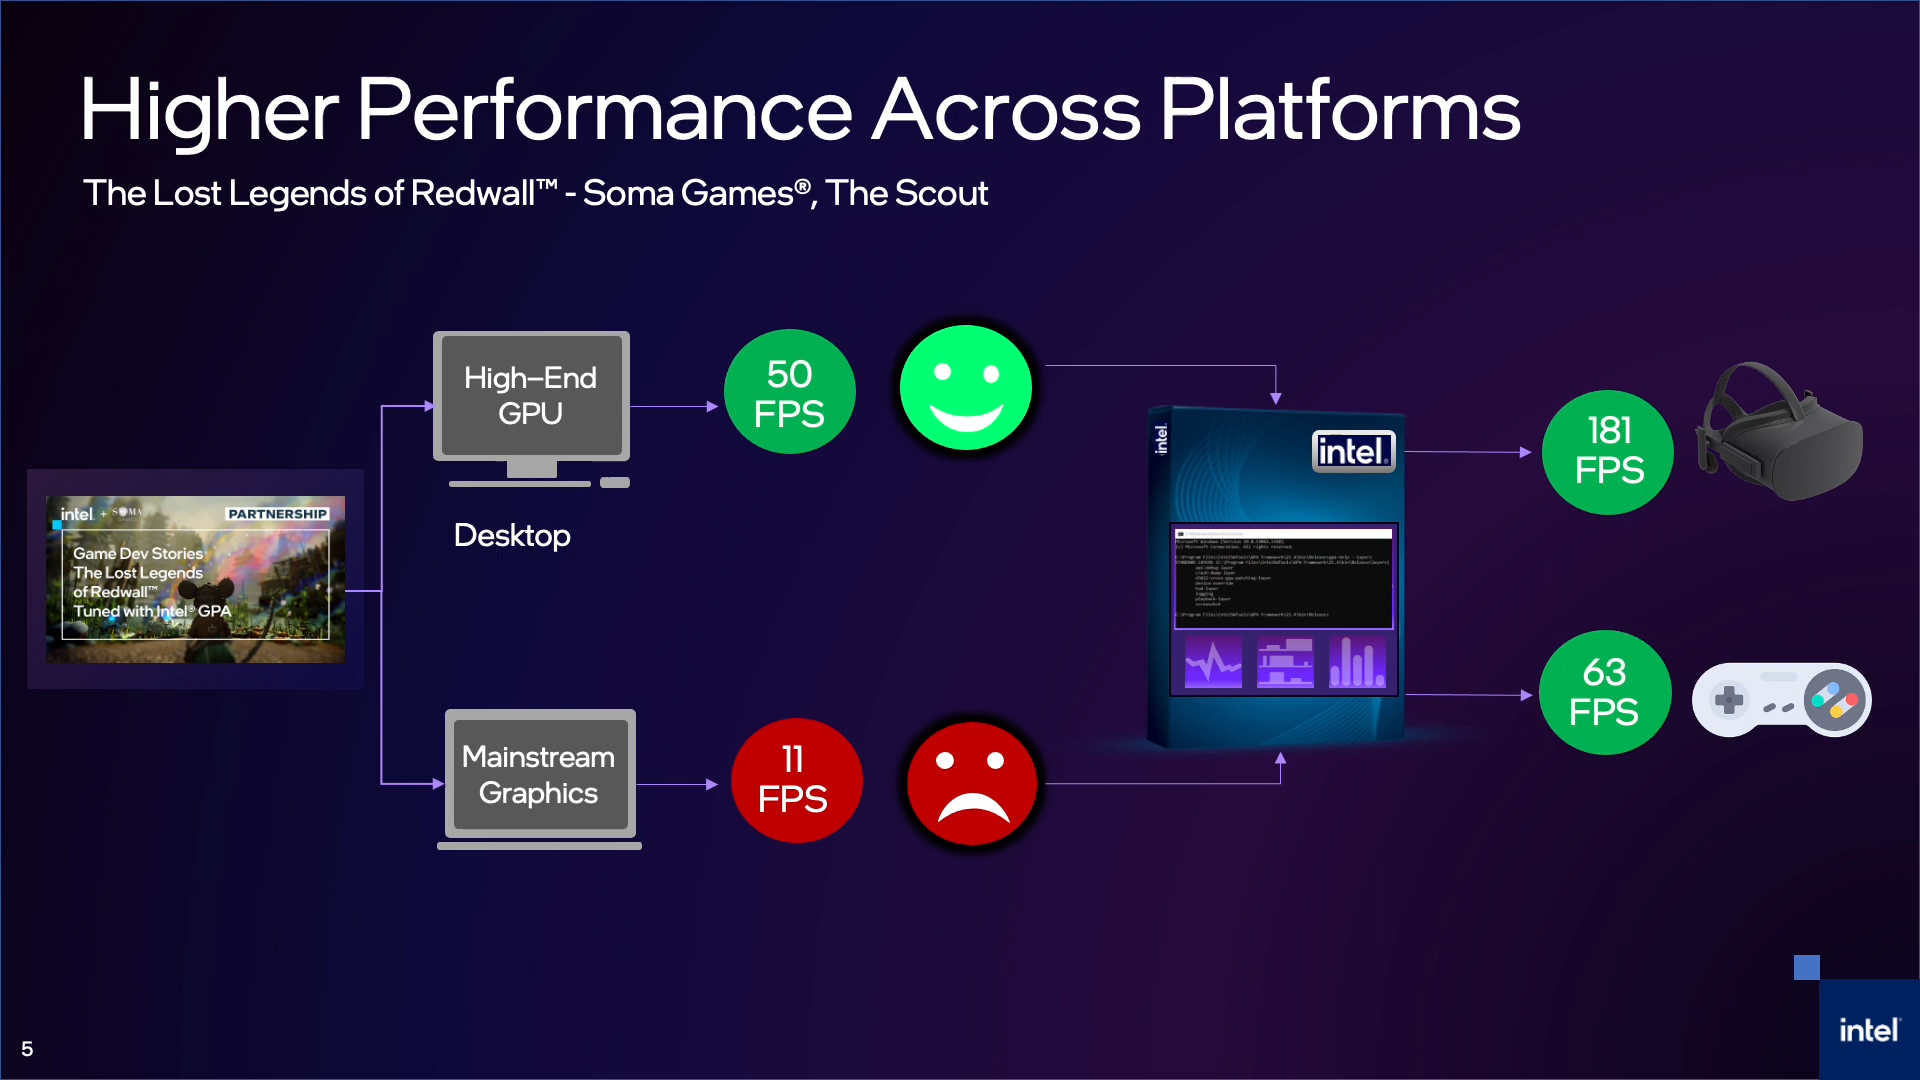 Higher Performance Across Platforms
The Lost Legends of Redwall™ - Soma Games®, The Scout
High–End
GPU
50
FPS
Desktop
intel + SOMA
PARTNERSHIP
Game Dev Stories
The Lost Legends
of Redwall™
Tuned with Intel® GPA
Mainstream
Graphics
11
FPS
intel
intel
181
FPS
63
FPS
5
intel